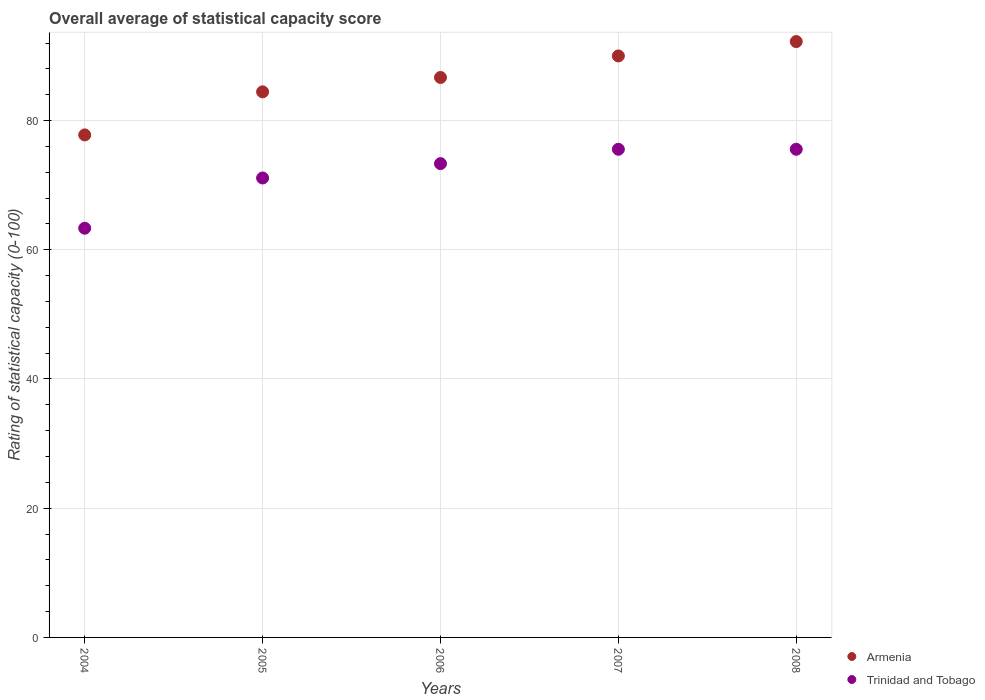 Overall average of statistical capacity score
Rating of statistical capacity (0-100)
80
60
40
20
0
2004
2005
2006
2007
2008
Years
Armenia
Trinidad and Tobago